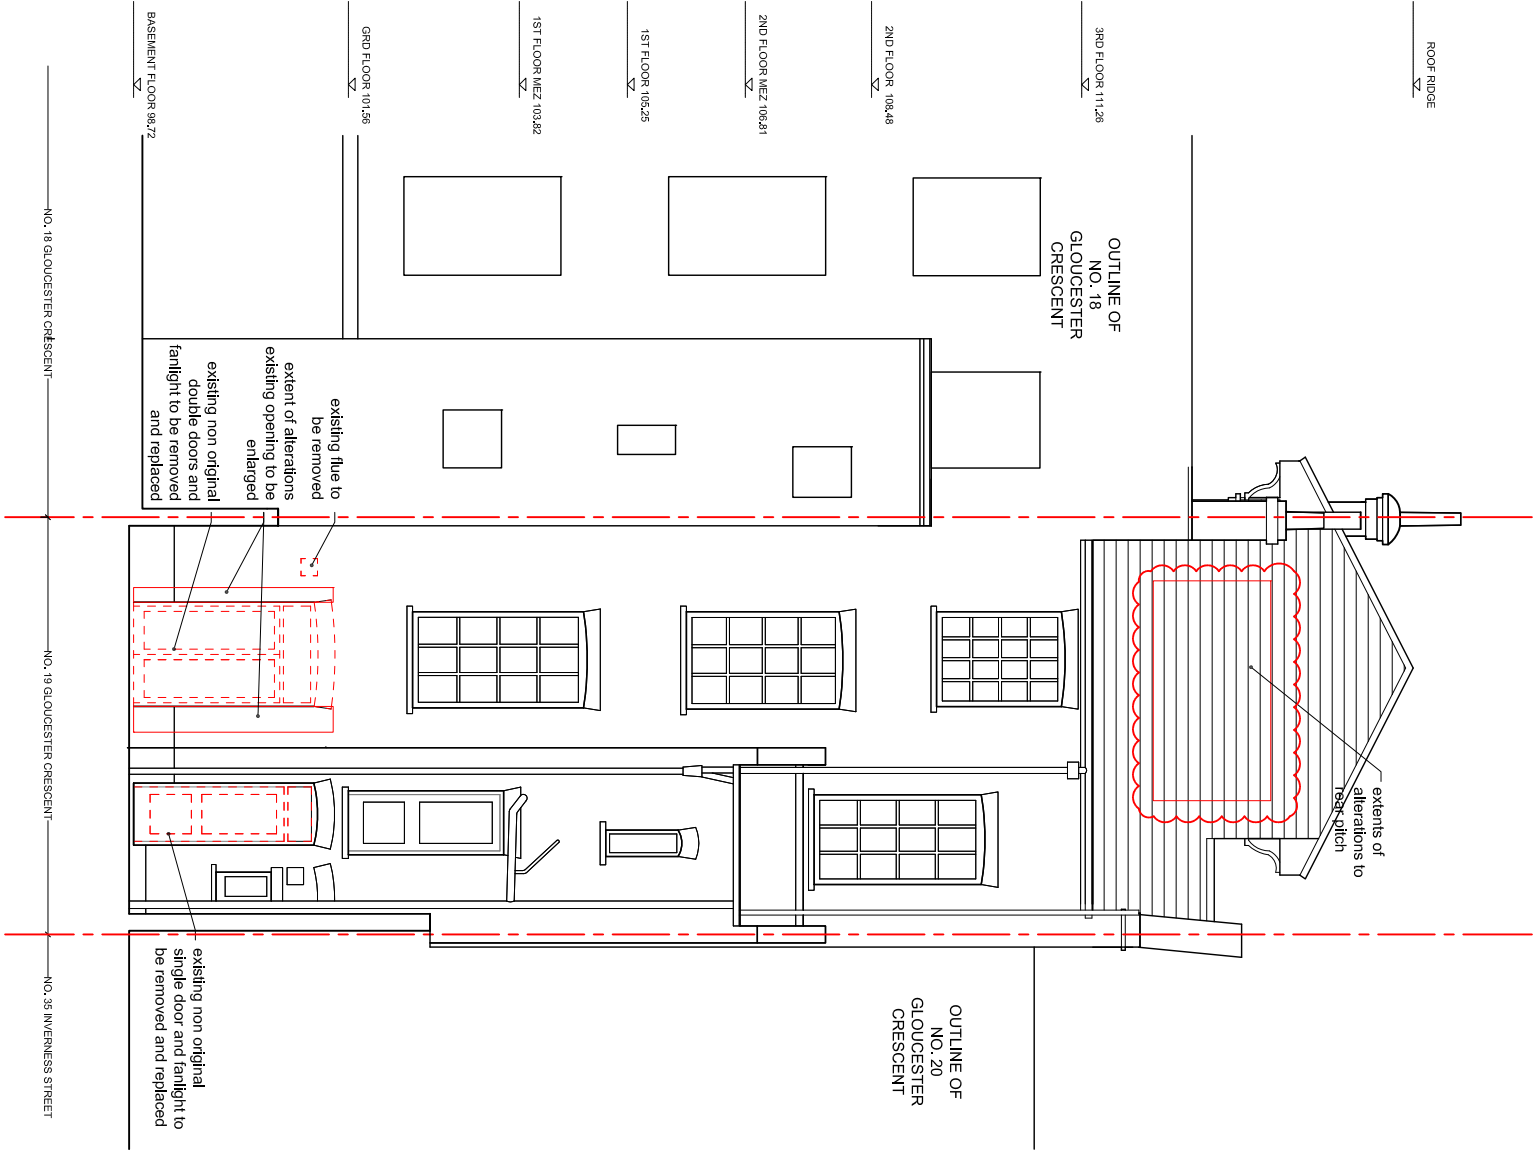 ROOF RIDGE
3RD FLOOR 111.26
2ND FLOOR 108.48
2ND FLOOR MEZ 106.81
1ST FLOOR 105.25
1ST FLOOR MEZ 103.82
GRD FLOOR 101.56
BASEMENT FLOOR 98.72
OUTLINE OF
NO. 18
GLOUCESTER
CRESCENT
extents of
alterations to
rear pitch
existing flue to
be removed
extent of alterations
existing opening to be
enlarged
existing non original
double doors and
fanlight to be removed
and replaced
OUTLINE OF
NO. 20
GLOUCESTER
CRESCENT
existing non original
single door and fanlight to
be removed and replaced
NO. 18 GLOUCESTER CRESCENT
NO. 19 GLOUCESTER CRESCENT
NO. 35 INVERNESS STREET